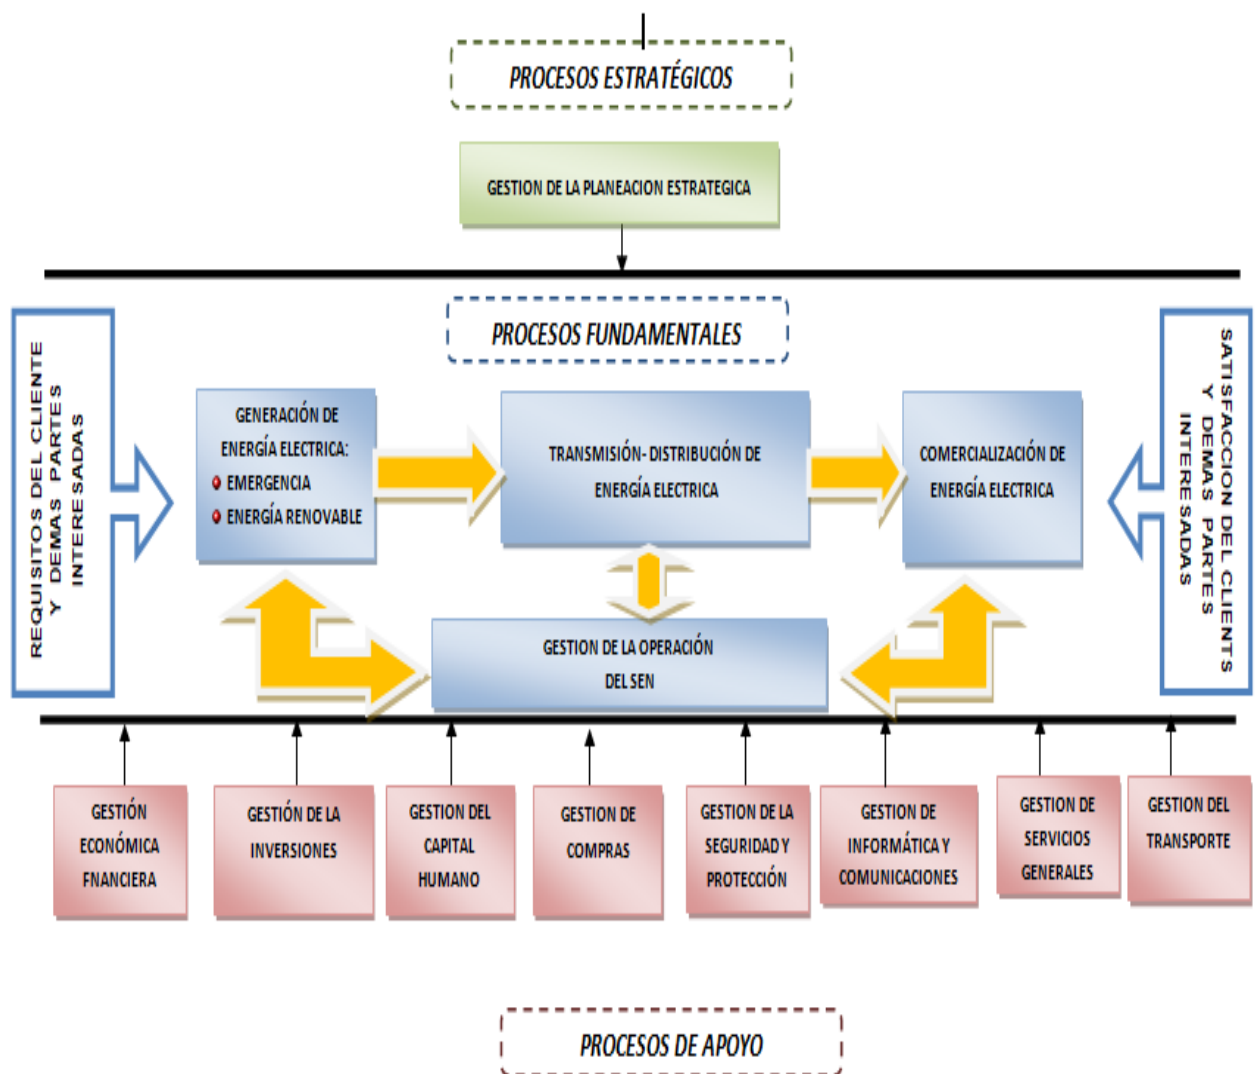 PROCESOS ESTRATÉGICOS
GESTION DE LA PLANEACION ESTRATEGICA
PROCESOS FUNDAMENTALES
REQUISITOS DEL CLIENTE
Y DEMAS PARTES
INTERESADAS
GENERACIÓN DE
ENERGÍA ELECTRICA:
EMERGENCIA
ENERGÍA RENOVABLE
TRANSMISIÓN- DISTRIBUCIÓN DE
ENERGÍA ELECTRICA
COMERCIALIZACIÓN DE
ENERGÍA ELECTRICA
SATISFACCION DEL CLIENTS
Y DEMAS PARTES
INTERESADAS
GESTION DE LA OPERACIÓN
DEL SEN
GESTIÓN
ECONÓMICA
FNANCIERA
GESTIÓN DE LA
INVERSIONES
GESTION DEL
CAPITAL
HUMANO
GESTION DE
COMPRAS
GESTION DE LA
SEGURIDAD Y
PROTECCIÓN
GESTION DE
INFORMÁTICA Y
COMUNICACIONES
GESTION DE
SERVICIOS
GENERALES
GESTION DEL
TRANSPORTE
PROCESOS DE APOYO